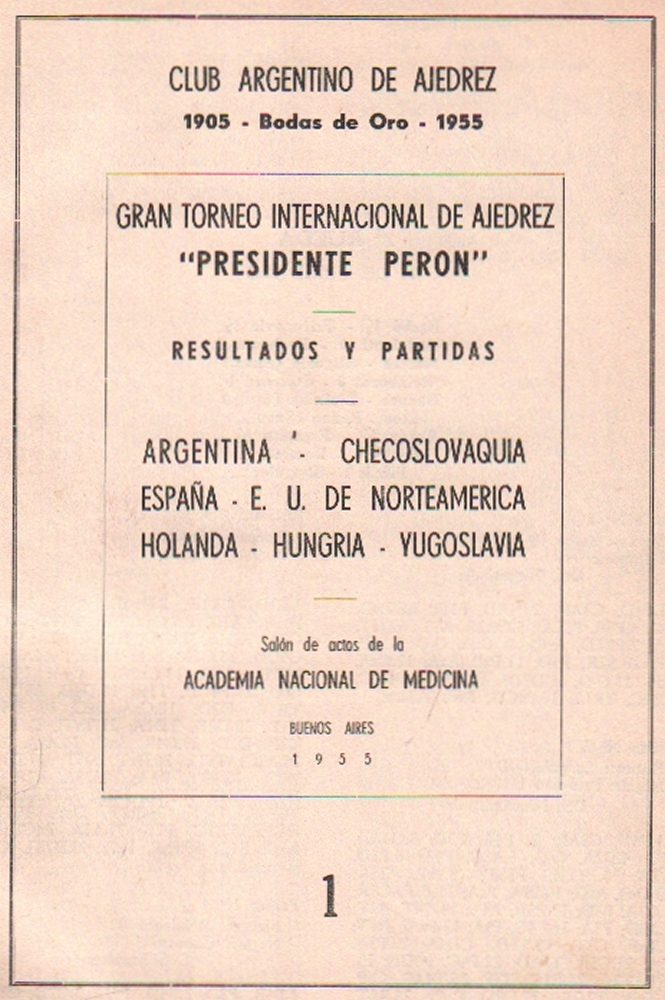 CLUB ARGENTINO DE AJEDREZ
1905 - Bodas de Oro - 1955
GRAN TORNEO INTERNACIONAL DE AJEDREZ
"PRESIDENTE PERON"
RESULTADOS Y PARTIDAS
ARGENTINA - CHECOSLOVAQUIA
ESPAÑA - E. U. DE NORTEAMERICA
HOLANDA - HUNGRIA - YUGOSLAVIA
Salón de actos de la
ACADEMIA NACIONAL DE MEDICINA
BUENOS AIRES
1955
1